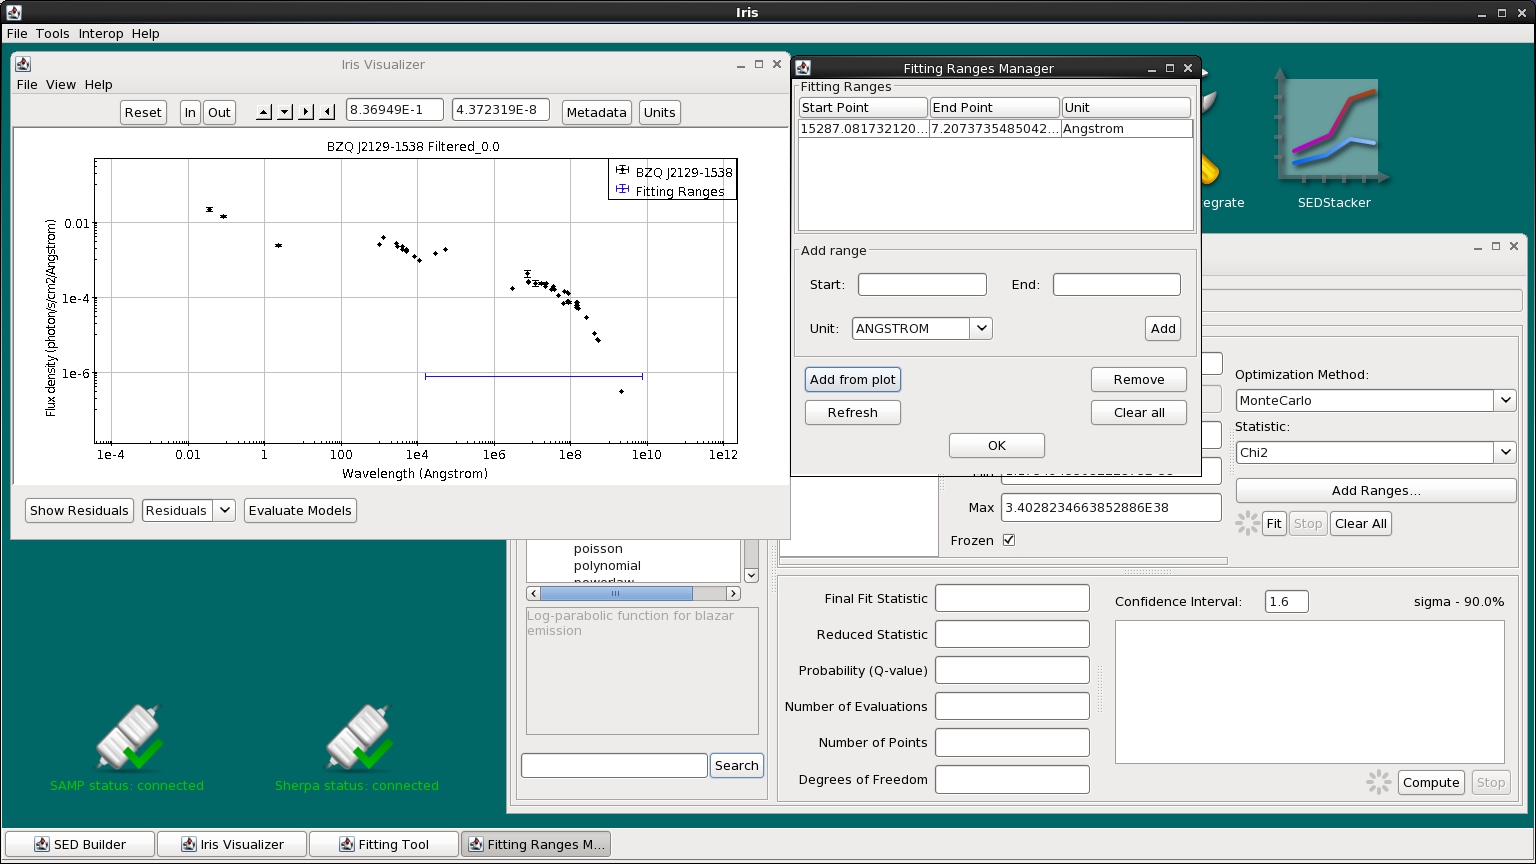 Iris
File Tools Interop Help
Iris Visualizer
File View Help
Reset In Out 8.36949E-1 4.372319E-8 Metadata Units
BZQ J2129-1538 Filtered_0.0
BZQ J2129-1538
Fitting Ranges
Flux density (photon/s/cm2/Angstrom)
0.01
1e-4
1e-6
1e-4 0.01 1 100 1e4 1e6 1e8 1e10 1e12
Wavelength (Angstrom)
Show Residuals Residuals Evaluate Models
Fitting Ranges Manager
Fitting Ranges
Start Point End Point Unit
15287.081732120... 7.2073735485042... Angstrom
Add range
Start: End:
Unit: ANGSTROM Add
Add from plot Remove
Refresh Clear all
OK
egrate
SEDStacker
Optimization Method:
MonteCarlo
Statistic:
Chi2
Add Ranges...
Fit Stop Clear All
Max 3.4028234663852886E38
Frozen
poisson
polynomial
powerlaw
Log-parabolic function for blazar
emission
Search
Final Fit Statistic
Reduced Statistic
Probability (Q-value)
Number of Evaluations
Number of Points
Degrees of Freedom
Confidence Interval: 1.6 sigma - 90.0%
Compute Stop
SAMP status: connected
Sherpa status: connected
SED Builder Iris Visualizer Fitting Tool Fitting Ranges M...